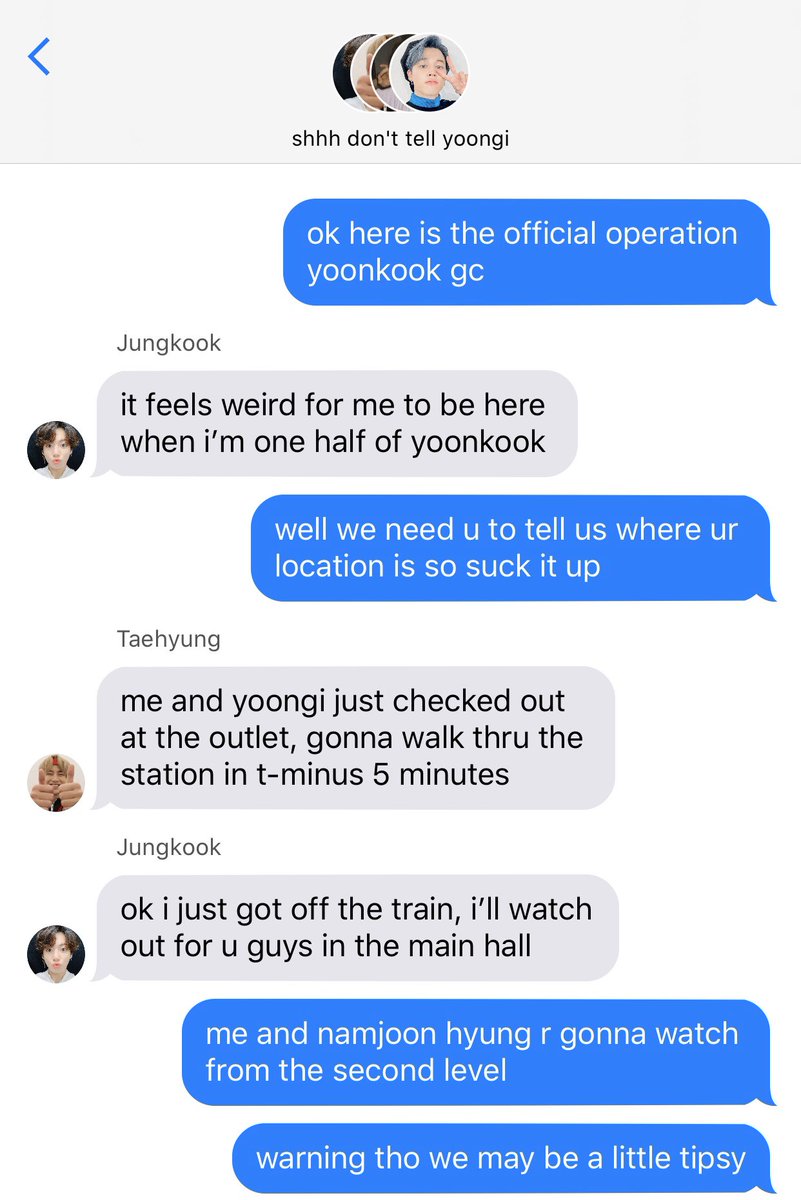 shhh don't tell yoongi
ok here is the official operation
yoonkook gc
Jungkook
it feels weird for me to be here
when i’m one half of yoonkook
well we need u to tell us where ur
location is so suck it up
Taehyung
me and yoongi just checked out
at the outlet, gonna walk thru the
station in t-minus 5 minutes
Jungkook
ok i just got off the train, i’ll watch
out for u guys in the main hall
me and namjoon hyung r gonna watch
from the second level
warning tho we may be a little tipsy